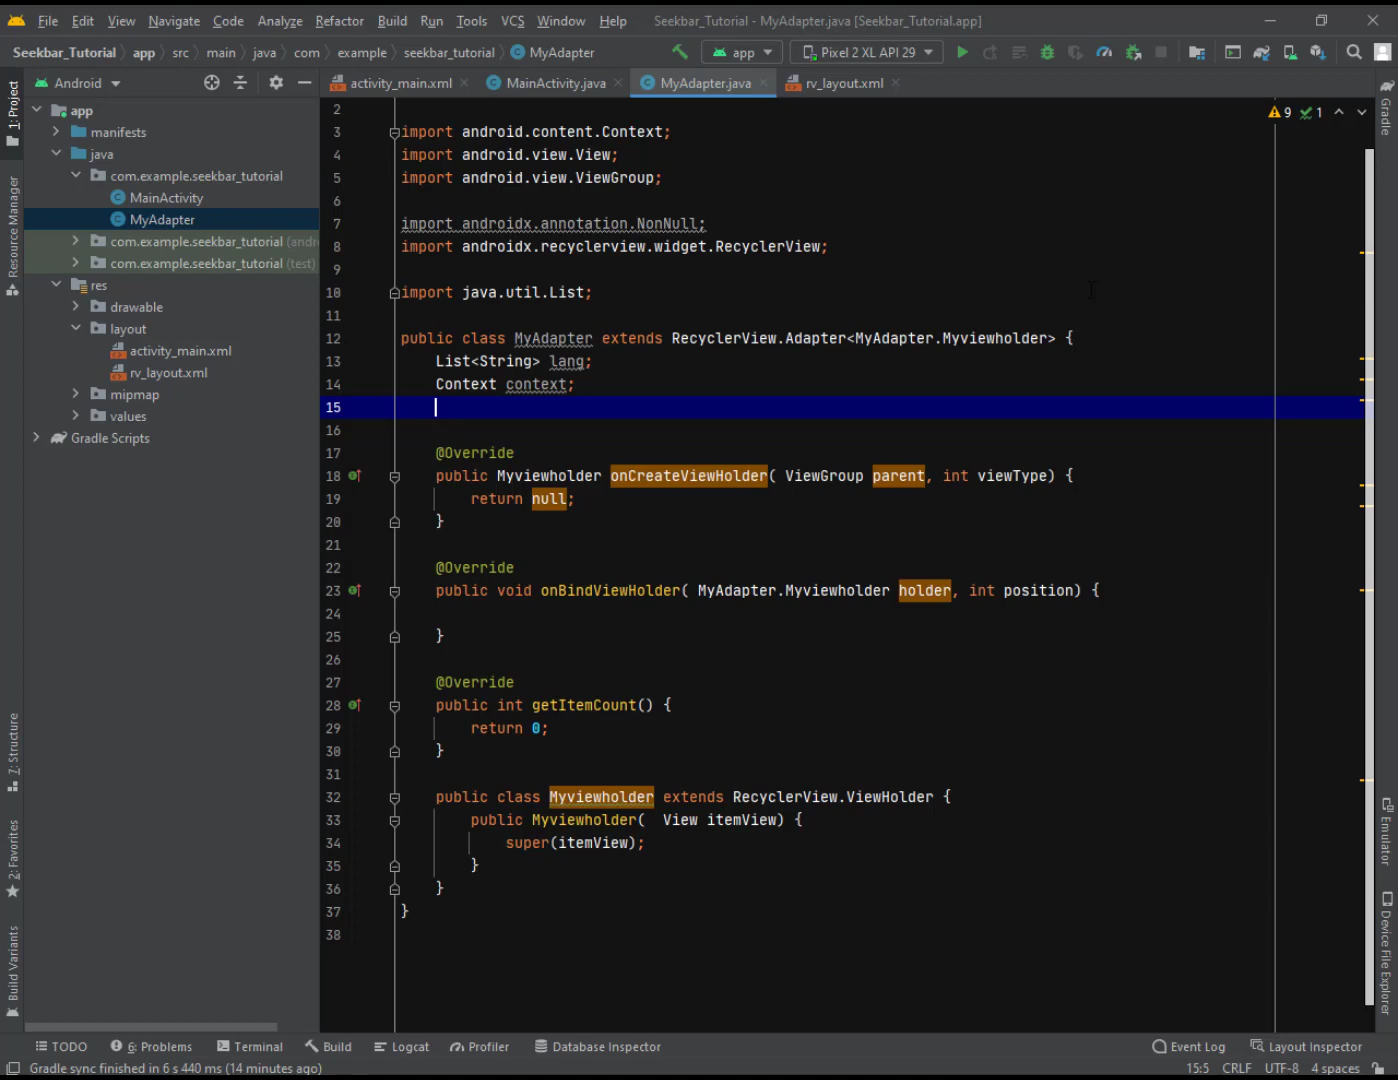 File Edit View Navigate Code Analyze Refactor Build Run Tools VCS Window Help Seekbar_Tutorial - MyAdapter.java [Seekbar_Tutorial.app]
Seekbar_Tutorial app src main java com example seekbar_tutorial MyAdapter app Pixel 2 XL API 29
Android
activity_main.xml MainActivity.java MyAdapter.java rv_layout.xml
1: Project
Resource Manager
7: Structure
2: Favorites
Build Variants
app
manifests
java
com.example.seekbar_tutorial
MainActivity
MyAdapter
com.example.seekbar_tutorial (andr
com.example.seekbar_tutorial (test)
res
drawable
layout
activity_main.xml
rv_layout.xml
mipmap
values
Gradle Scripts
9 1
2
3 import android.content.Context;
4 import android.view.View;
5 import android.view.ViewGroup;
6
7 import androidx.annotation.NonNull;
8 import androidx.recyclerview.widget.RecyclerView;
9
10 import java.util.List;
11
12 public class MyAdapter extends RecyclerView.Adapter<MyAdapter.Myviewholder> {
13 List<String> lang;
14 Context context;
15
16
17 @Override
18 public Myviewholder onCreateViewHolder( ViewGroup parent, int viewType) {
19 return null;
20 }
21
22 @Override
23 public void onBindViewHolder( MyAdapter.Myviewholder holder, int position) {
24
25 }
26
27 @Override
28 public int getItemCount() {
29 return 0;
30 }
31
32 public class Myviewholder extends RecyclerView.ViewHolder {
33 public Myviewholder( View itemView) {
34 super(itemView);
35 }
36 }
37 }
38
Gradle
Emulator
Device File Explorer
TODO 6: Problems Terminal Build Logcat Profiler Database Inspector Event Log Layout Inspector
Gradle sync finished in 6 s 440 ms (14 minutes ago) 15:5 CRLF UTF-8 4 spaces